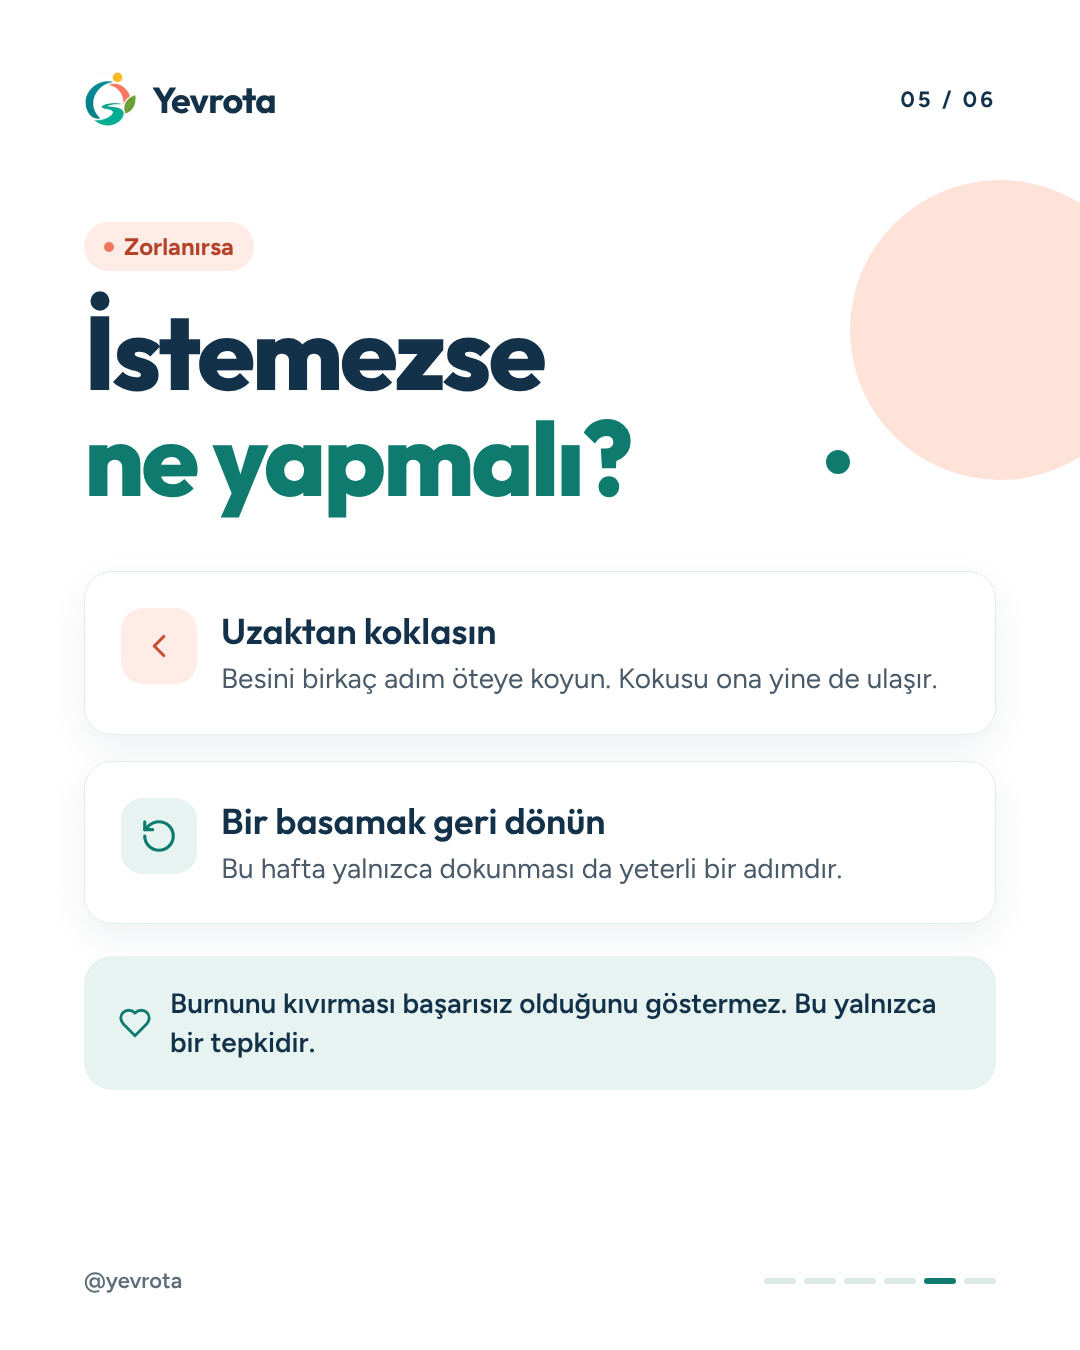 Yevrota
05 / 06
Zorlanırsa
İstemezse
ne yapmalı?
Uzaktan koklasın
Besini birkaç adım öteye koyun. Kokusu ona yine de ulaşır.
Bir basamak geri dönün
Bu hafta yalnızca dokunması da yeterli bir adımdır.
Burnunu kıvırması başarısız olduğunu göstermez. Bu yalnızca
bir tepkidir.
@yevrota